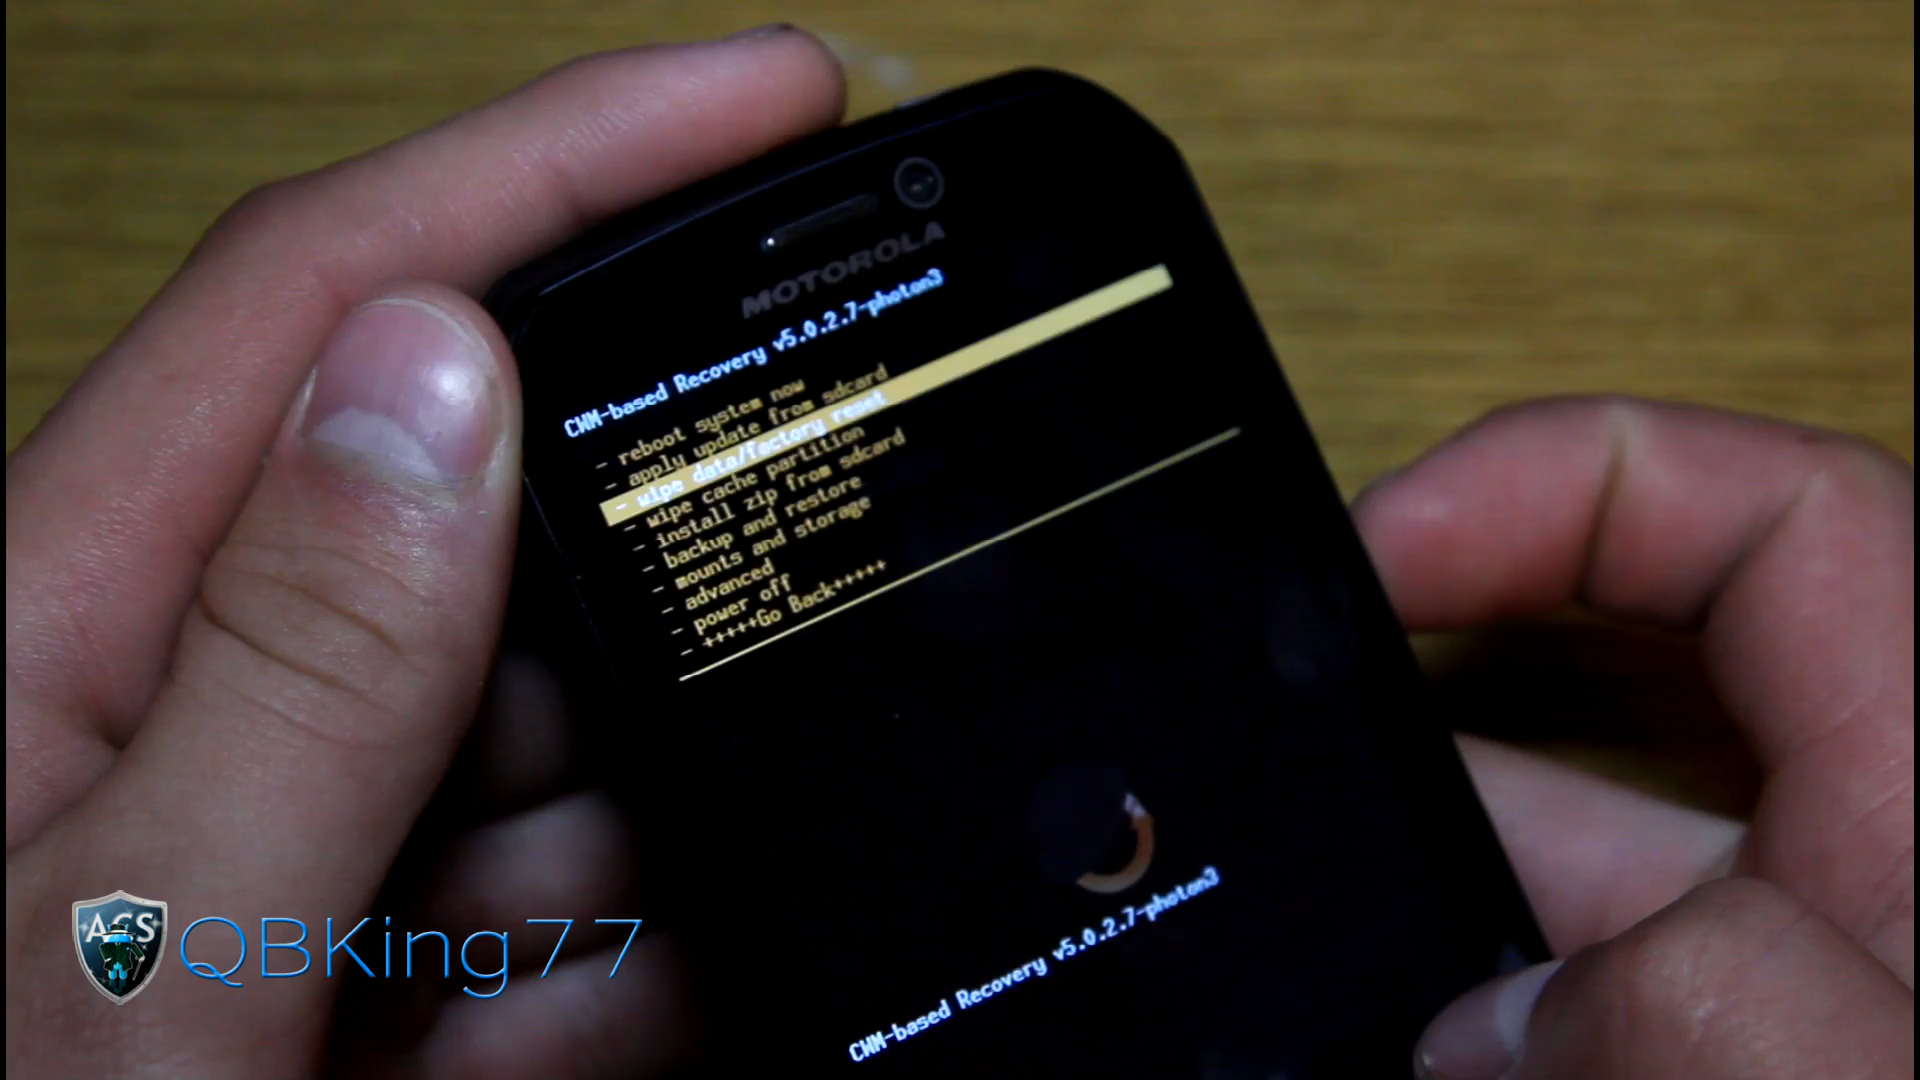 MOTOROLA
CWM-based Recovery v5.0.2.7-photon3
- reboot system now
- apply update from sdcard
- wipe data/factory reset
- wipe cache partition
- install zip from sdcard
- backup and restore
- mounts and storage
- advanced
- power off
- +++++Go Back+++++
CWM-based Recovery v5.0.2.7-photon3
ACS QBKing77